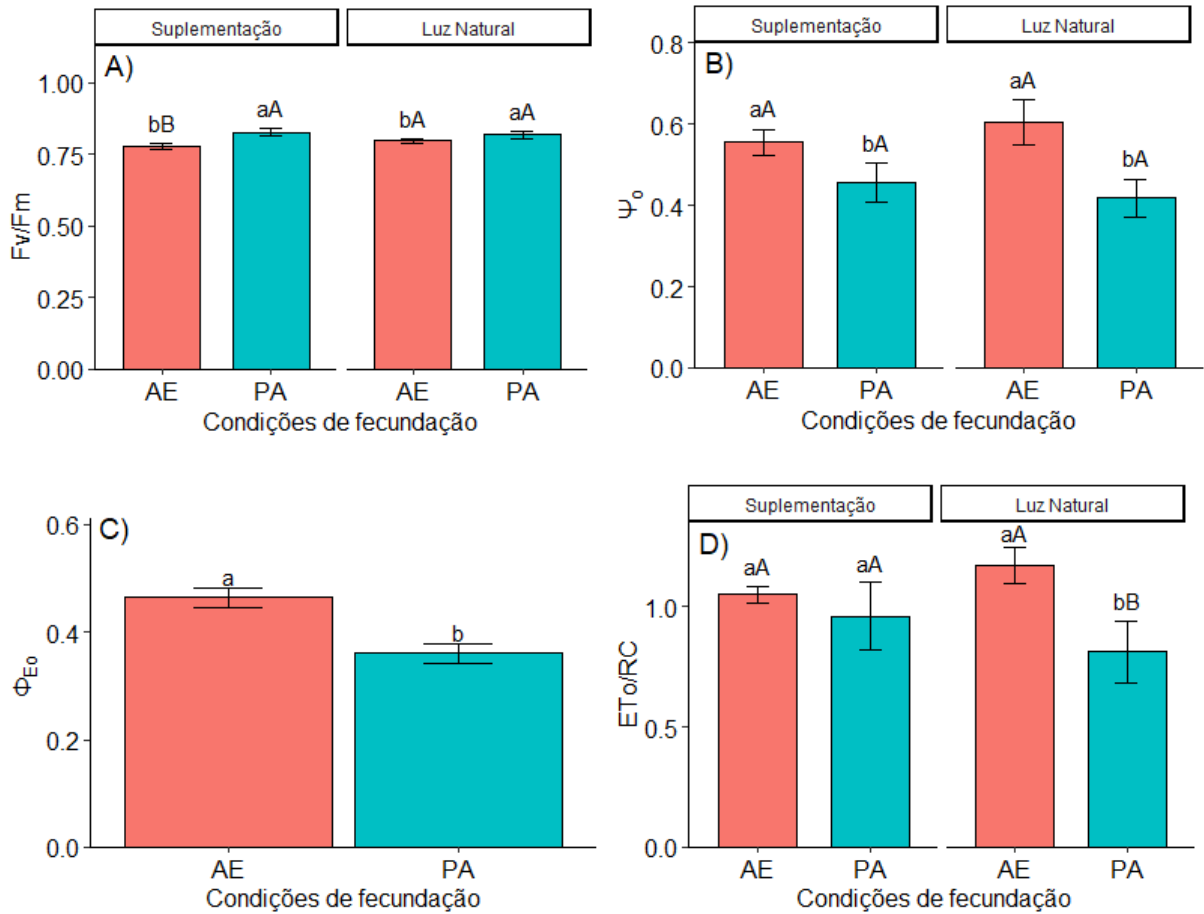 Suplementação Luz Natural
A)
1.00
0.75
0.50
0.25
0.00
Fv/Fm
bB aA bA aA
AE PA AE PA
Condições de fecundação
Suplementação Luz Natural
B)
0.8
0.6
0.4
0.2
0.0
Ψo
aA bA aA bA
AE PA AE PA
Condições de fecundação
C)
0.6
0.4
0.2
0.0
ΦEo
a b
AE PA
Condições de fecundação
Suplementação Luz Natural
D)
1.0
0.5
0.0
ETo/RC
aA aA aA bB
AE PA AE PA
Condições de fecundação